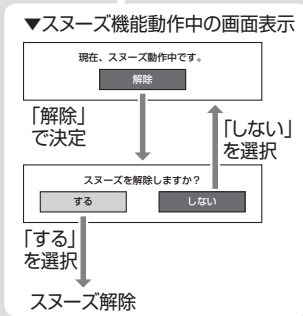 ▼スヌーズ機能動作中の画面表示
現在、スヌーズ動作中です。
解除
「解除」
で決定
「しない」
を選択
スヌーズを解除しますか？
する
しない
「する」
を選択
スヌーズ解除